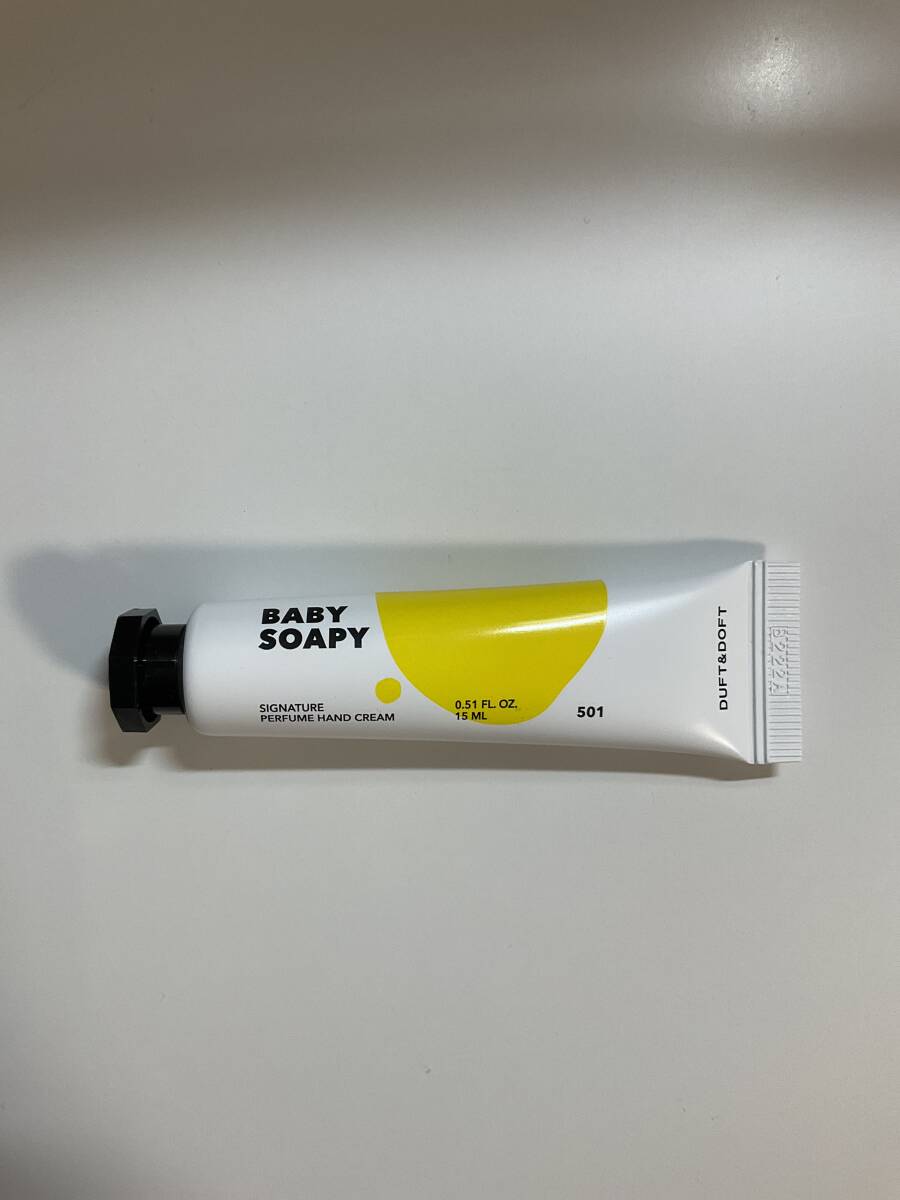 BABY
SOAPY
SIGNATURE
PERFUME HAND CREAM
0.51 FL. OZ.
15 ML
501
DUFT&DOFT